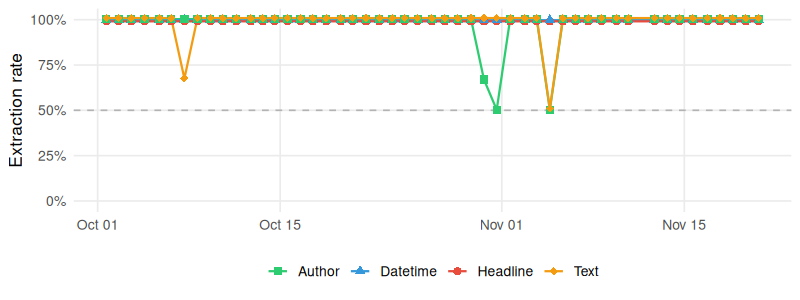 Extraction rate
100%
75%
50%
25%
0%
Oct 01 Oct 15 Nov 01 Nov 15
Author Datetime Headline Text